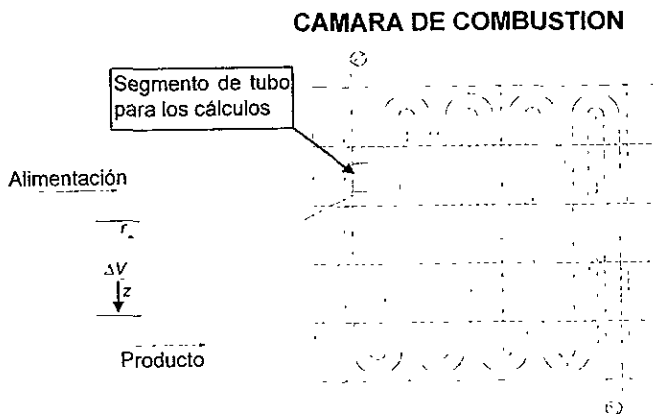 CAMARA DE COMBUSTION
Segmento de tubo
para los cálculos
Alimentación
r
ΔV
z
Producto